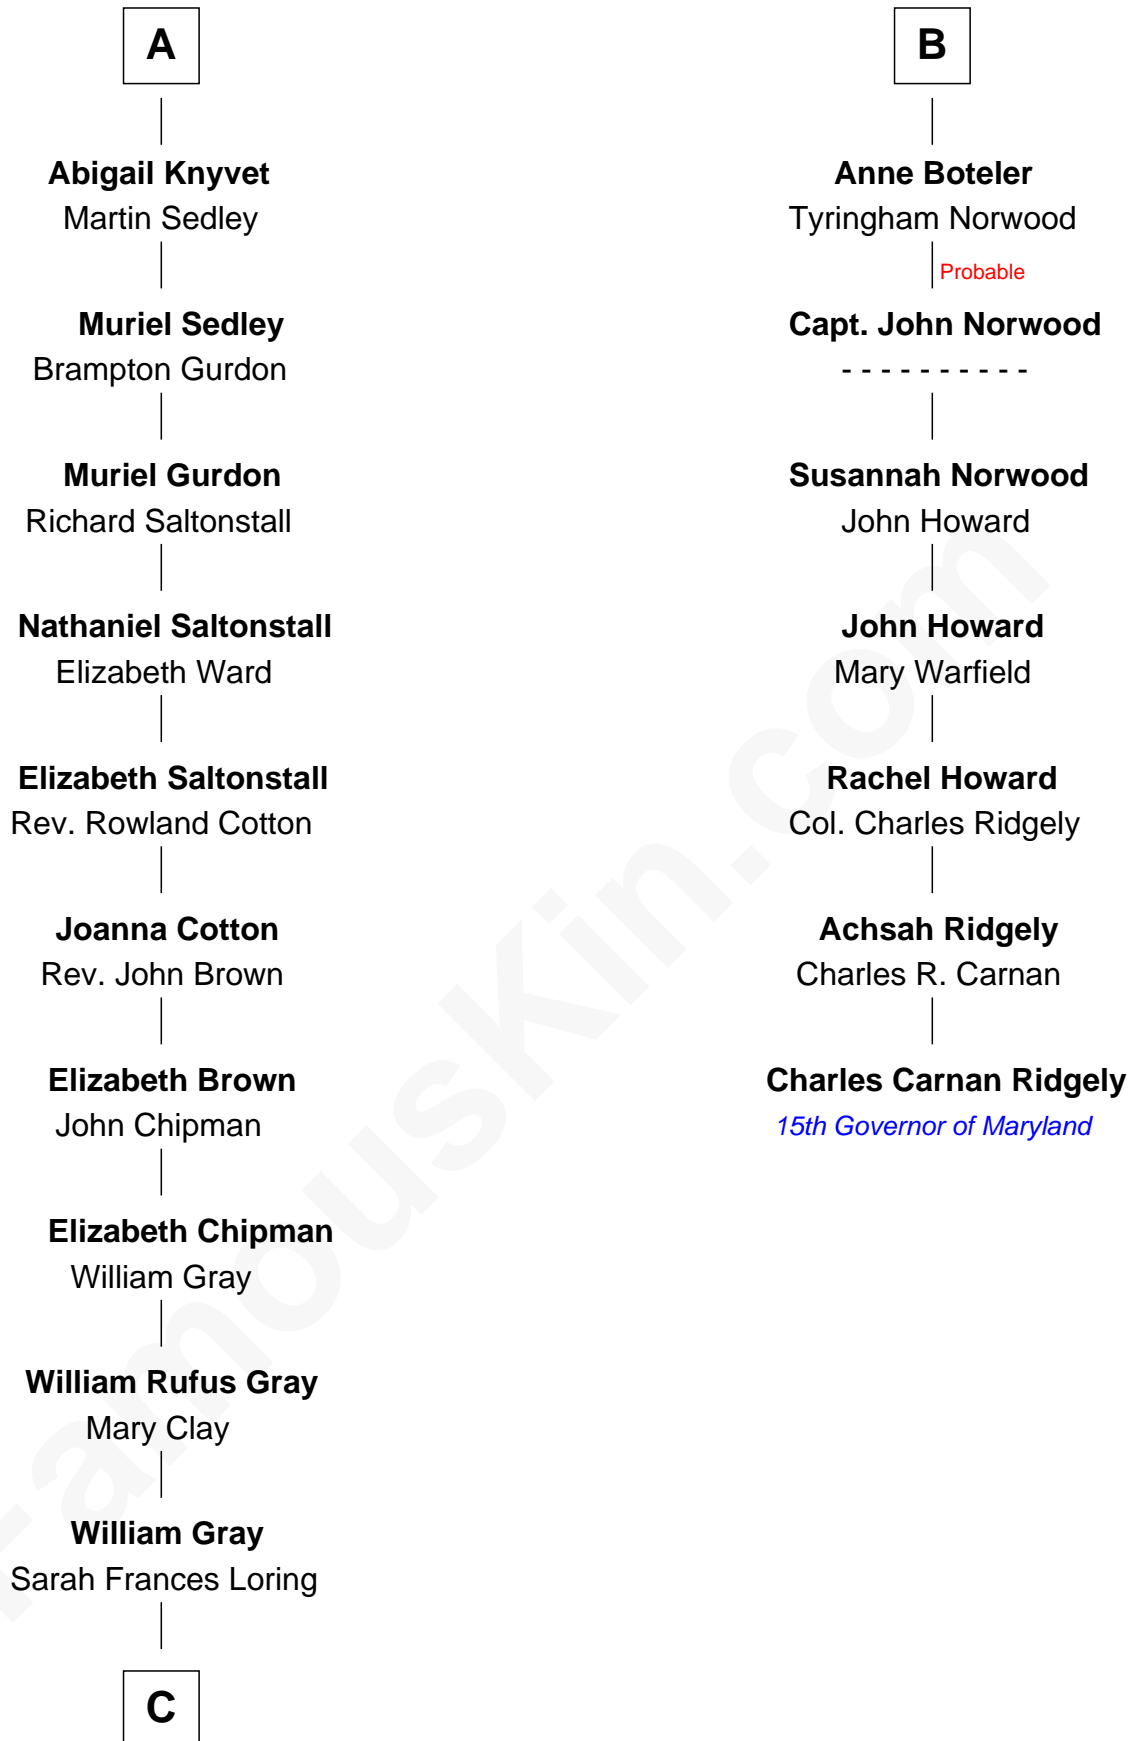 A
Abigail Knyvet
Martin Sedley
Muriel Sedley
Brampton Gurdon
Muriel Gurdon
Richard Saltonstall
Nathaniel Saltonstall
Elizabeth Ward
Elizabeth Saltonstall
Rev. Rowland Cotton
Joanna Cotton
Rev. John Brown
Elizabeth Brown
John Chipman
Elizabeth Chipman
William Gray
William Rufus Gray
Mary Clay
William Gray
Sarah Frances Loring
C
B
Anne Boteler
Tyringham Norwood
Probable
Capt. John Norwood
- - - - - - - - - -
Susannah Norwood
John Howard
John Howard
Mary Warfield
Rachel Howard
Col. Charles Ridgely
Achsah Ridgely
Charles R. Carnan
Charles Carnan Ridgely
15th Governor of Maryland
FamousKin.com